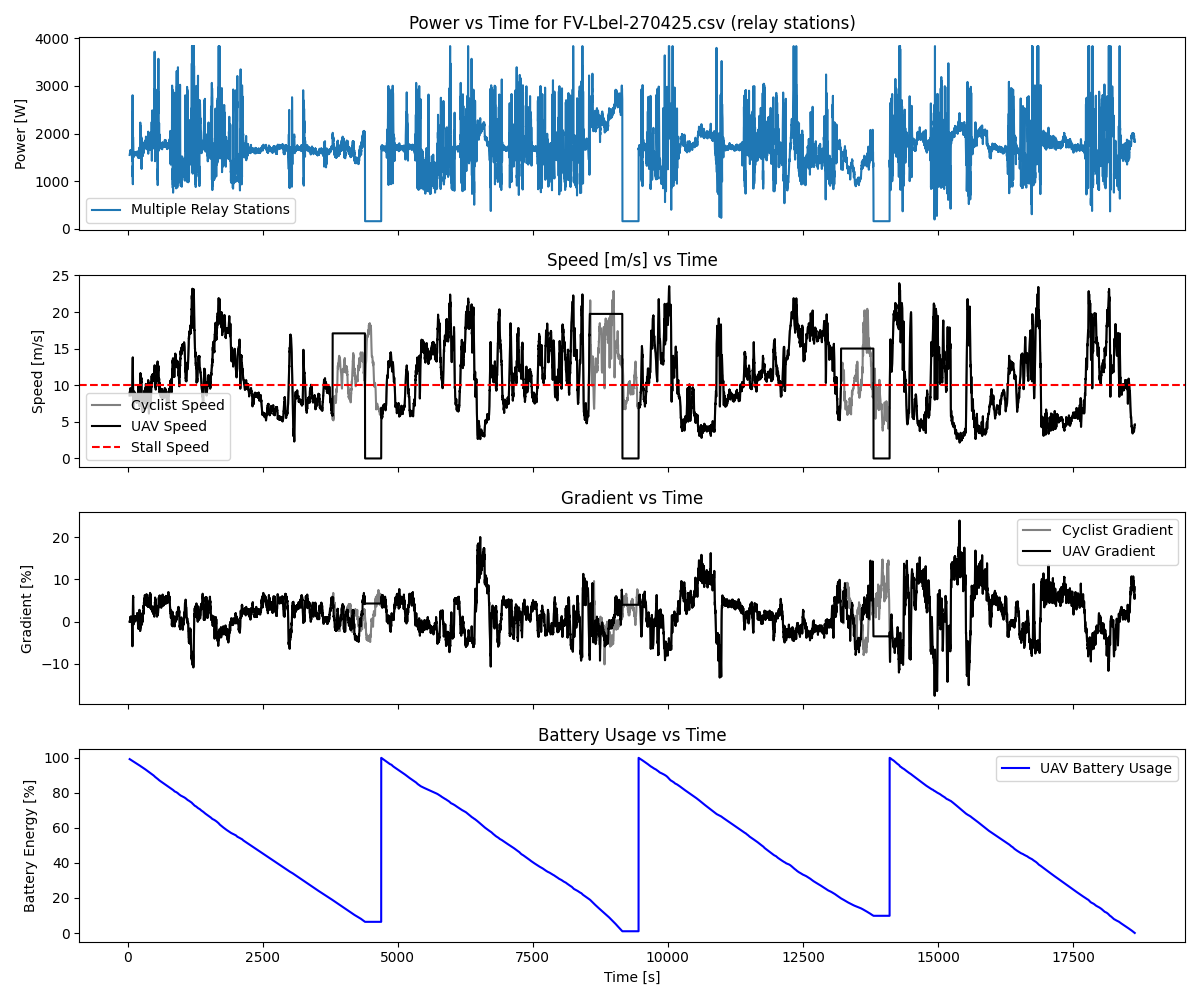 Power vs Time for FV-Lbel-270425.csv (relay stations)
4000
3000
2000
1000
0
Power [W]
Multiple Relay Stations
Speed [m/s] vs Time
25
20
15
10
5
0
Speed [m/s]
Cyclist Speed
UAV Speed
Stall Speed
Gradient vs Time
20
10
0
−10
Gradient [%]
Cyclist Gradient
UAV Gradient
Battery Usage vs Time
100
80
60
40
20
0
Battery Energy [%]
UAV Battery Usage
0 2500 5000 7500 10000 12500 15000 17500
Time [s]